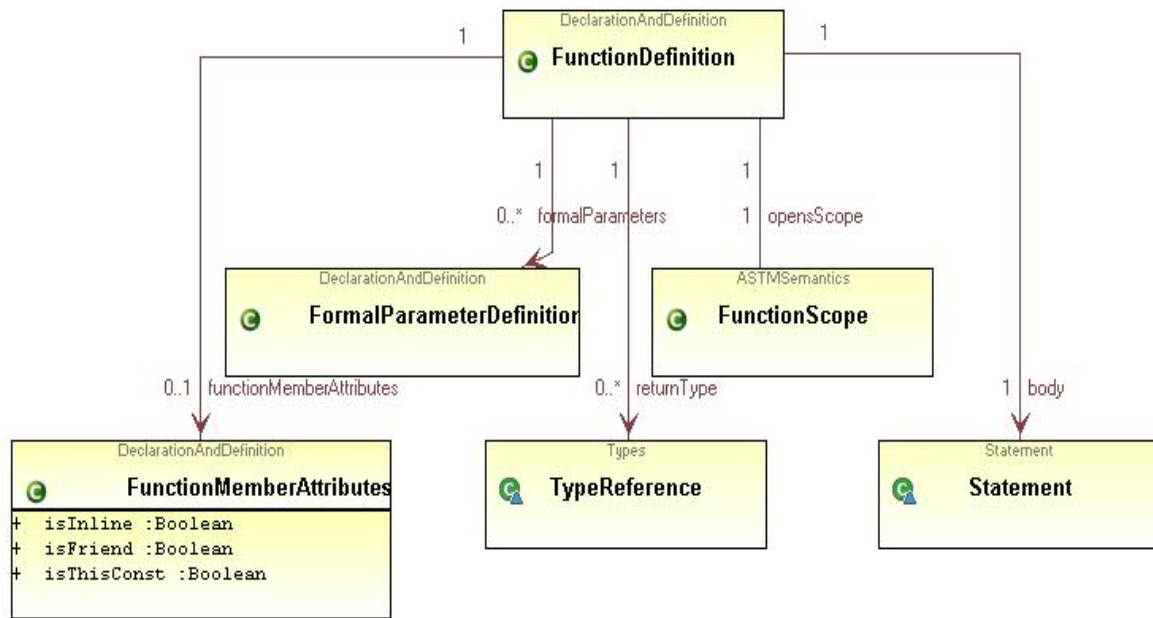 DeclarationAndDefinition
FunctionDefinition
1
1
1
1
1
0..* formalParameters
1 opensScope
DeclarationAndDefinition
FormalParameterDefinition
ASTMSemantics
FunctionScope
0..1 functionMemberAttributes
0..* returnType
1 body
DeclarationAndDefinition
FunctionMemberAttributes
+ isInline :Boolean
+ isFriend :Boolean
+ isThisConst :Boolean
Types
TypeReference
Statement
Statement